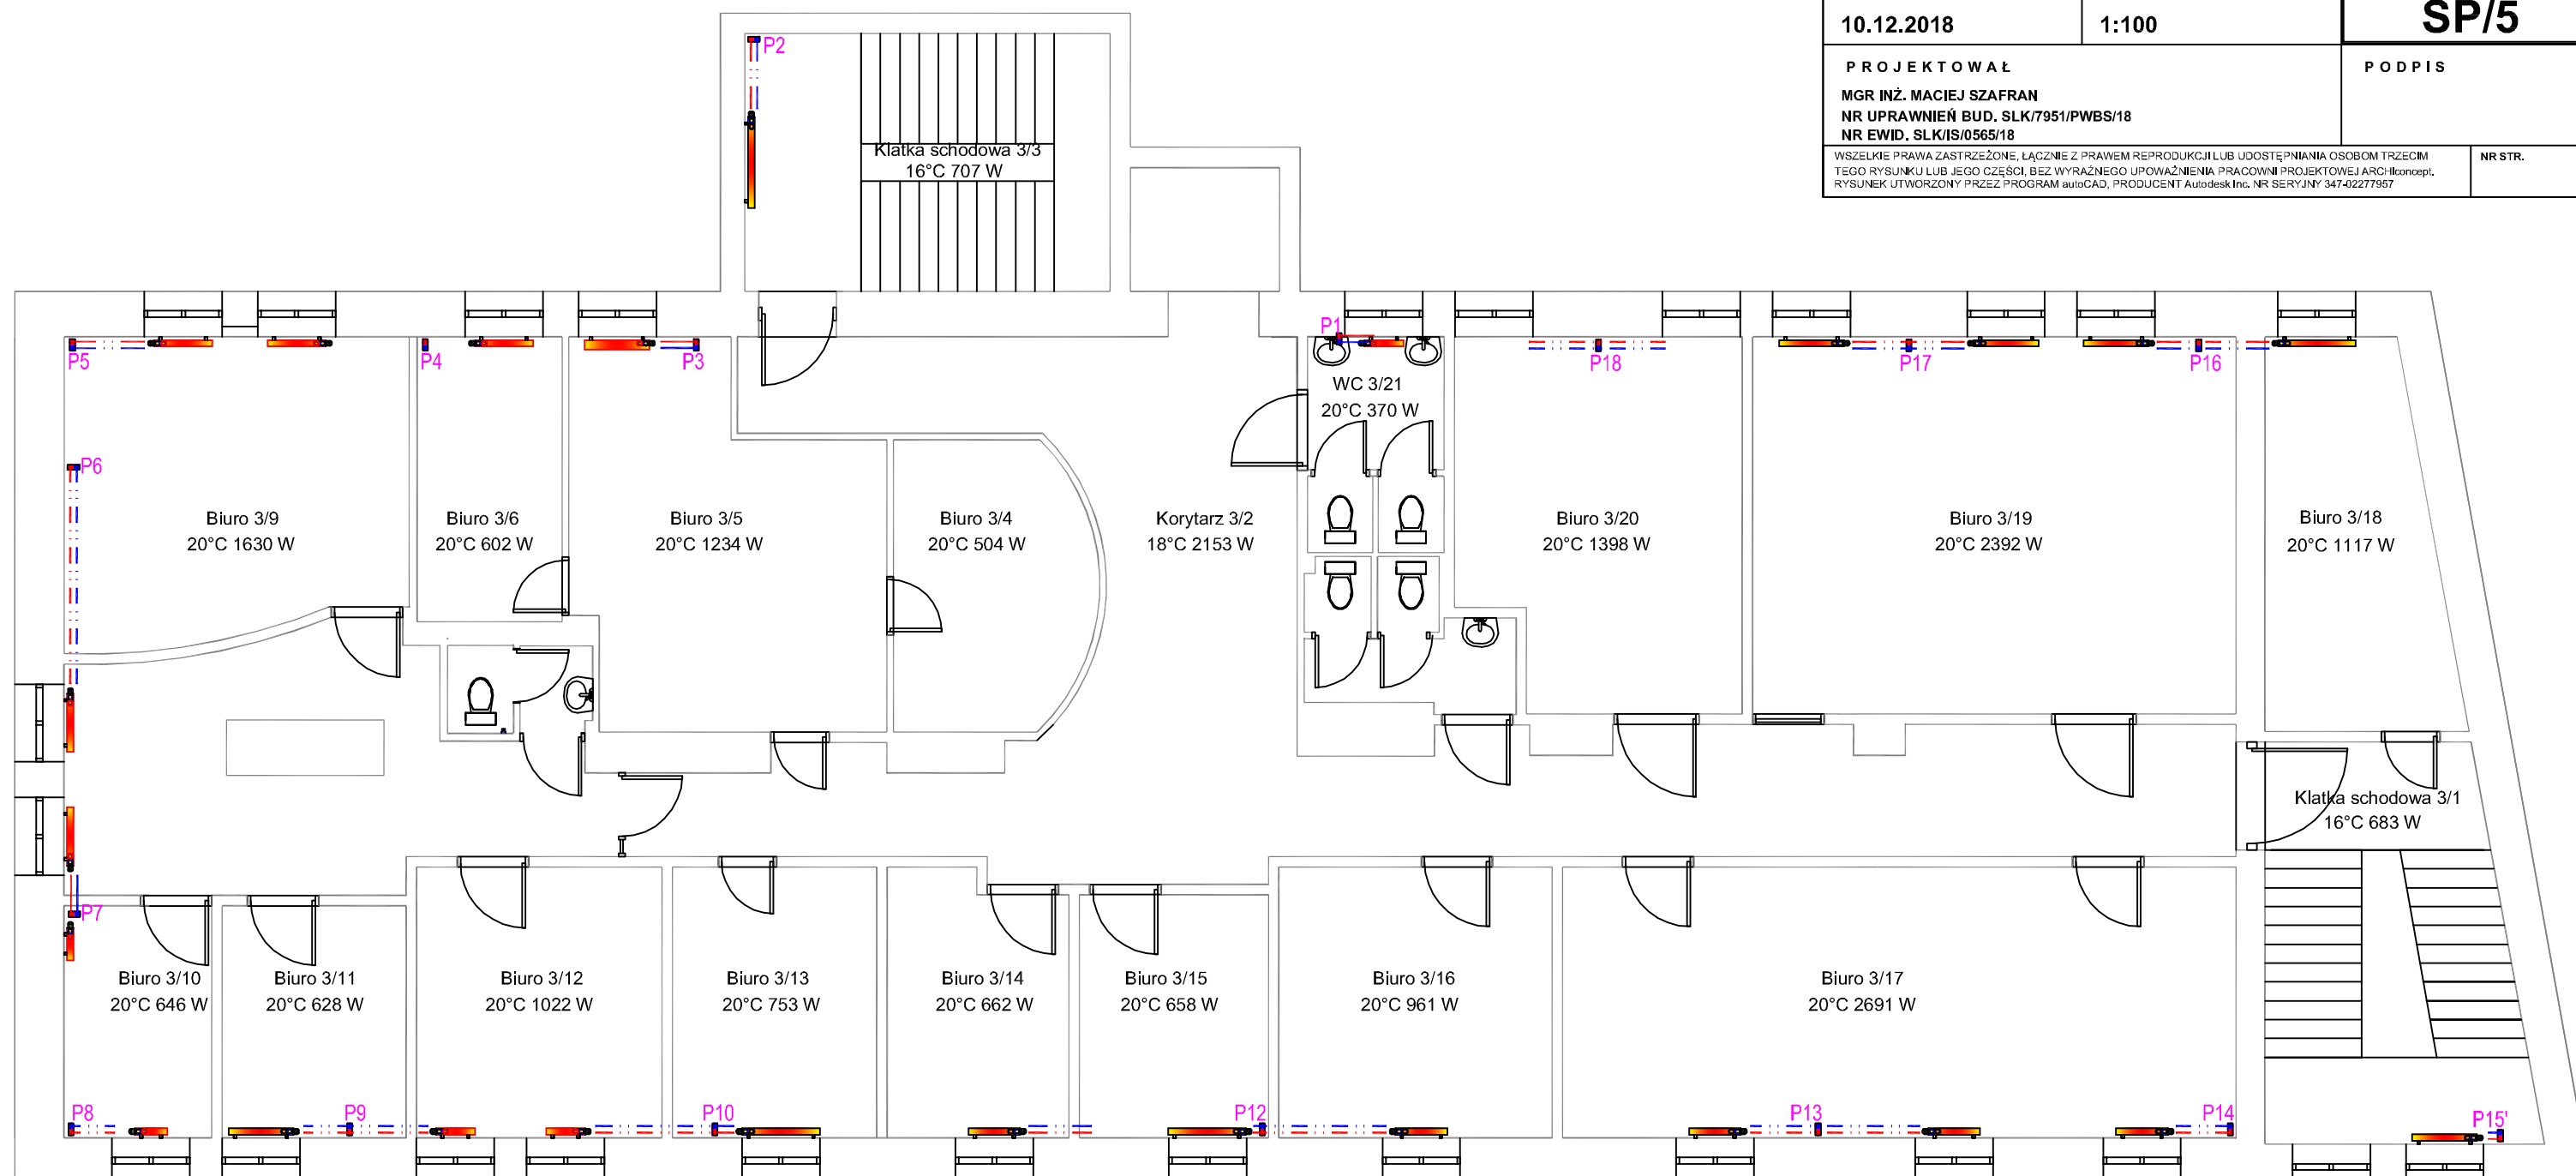 10.12.2018
1:100
SP/5
PROJEKTOWAŁ
PODPIS
MGR INŻ. MACIEJ SZAFRAN
NR UPRAWNIEŃ BUD. SLK/7951/PWBS/18
NR EWID. SLK/IS/0565/18
WSZELKIE PRAWA ZASTRZEŻONE, ŁĄCZNIE Z PRAWEM REPRODUKCJI LUB UDOSTĘPNIANIA OSOBOM TRZECIM
TEGO RYSUNKU LUB JEGO CZĘŚCI, BEZ WYRAŹNEGO UPOWAŻNIENIA PRACOWNI PROJEKTOWEJ ARCHIconcept.
RYSUNEK UTWORZONY PRZEZ PROGRAM autoCAD, PRODUCENT Autodesk Inc. NR SERYJNY 347-02277957
NR STR.
P2
Klatka schodowa 3/3
16°C 707 W
P5
P4
P3
P1
P18
P17
P16
WC 3/21
20°C 370 W
P6
Biuro 3/9
20°C 1630 W
Biuro 3/6
20°C 602 W
Biuro 3/5
20°C 1234 W
Biuro 3/4
20°C 504 W
Korytarz 3/2
18°C 2153 W
Biuro 3/20
20°C 1398 W
Biuro 3/19
20°C 2392 W
Biuro 3/18
20°C 1117 W
Klatka schodowa 3/1
16°C 683 W
P7
Biuro 3/10
20°C 646 W
Biuro 3/11
20°C 628 W
Biuro 3/12
20°C 1022 W
Biuro 3/13
20°C 753 W
Biuro 3/14
20°C 662 W
Biuro 3/15
20°C 658 W
Biuro 3/16
20°C 961 W
Biuro 3/17
20°C 2691 W
P8
P9
P10
P12
P13
P14
P15'